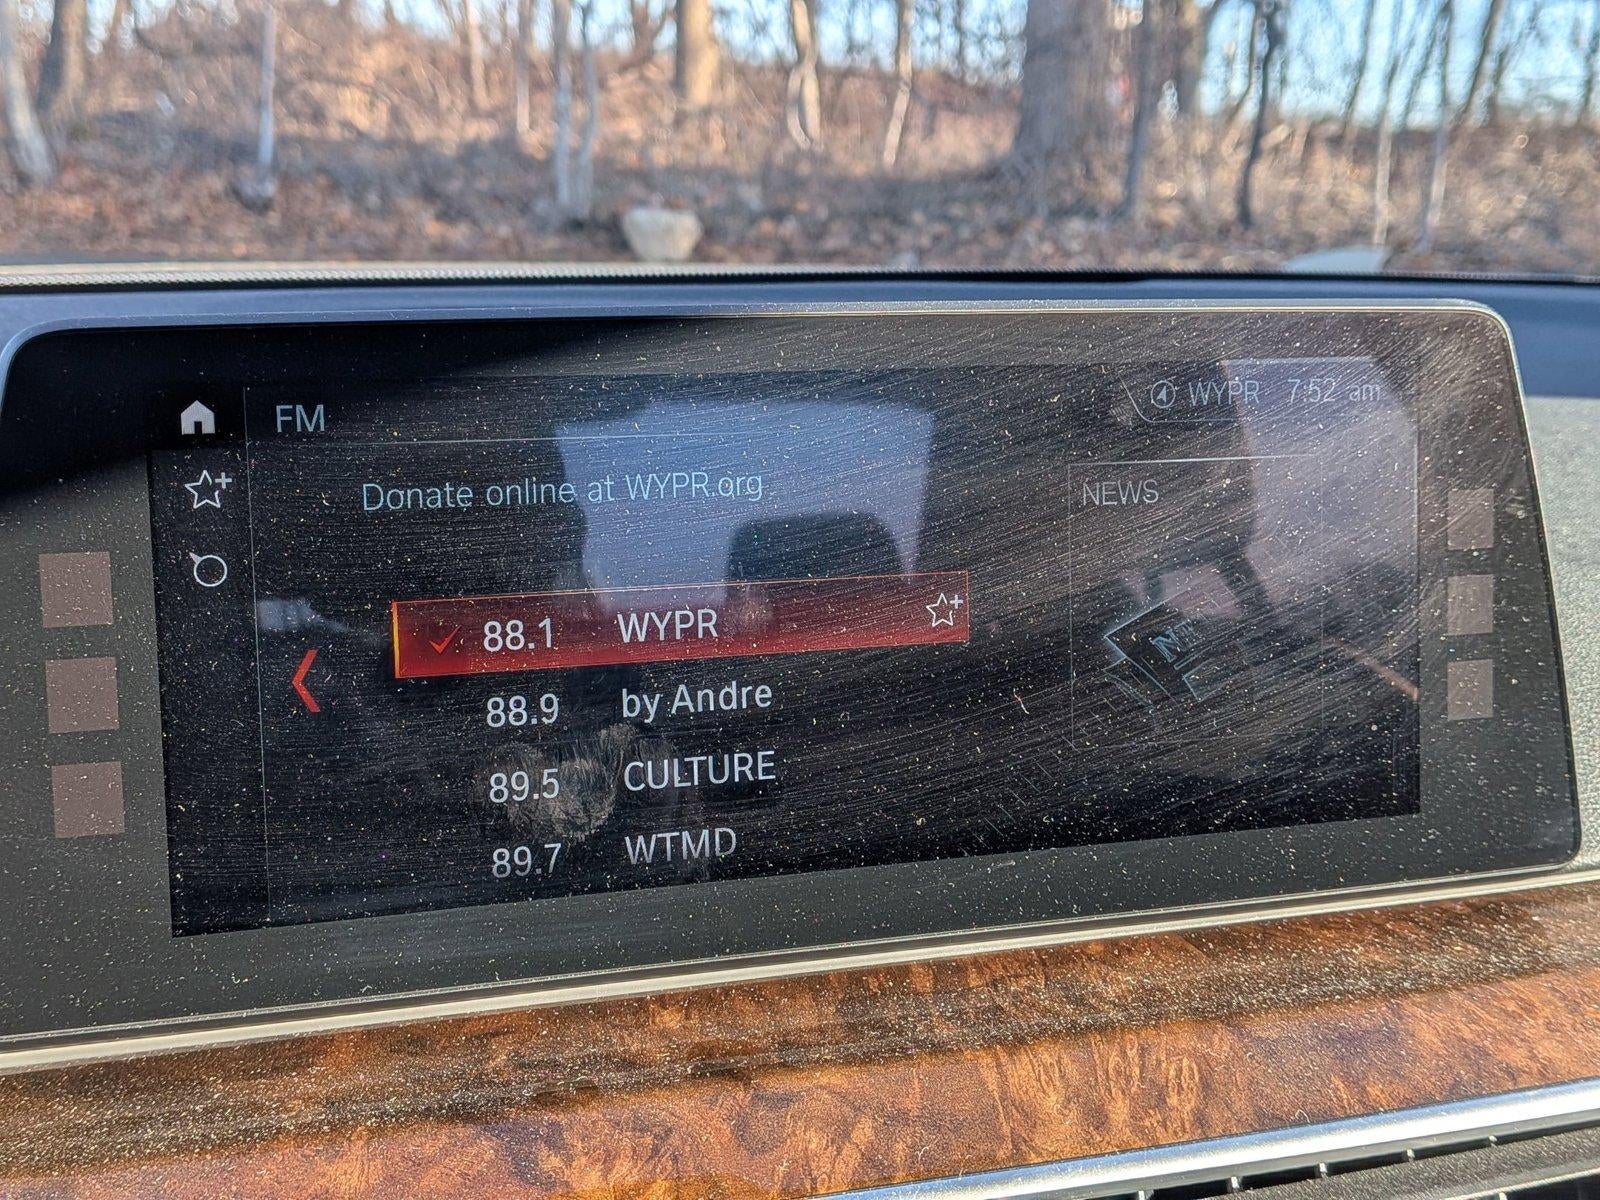 FM
WYPR 7:52 am
Donate online at WYPR.org
NEWS
88.1 WYPR
88.9 by Andre
89.5 CULTURE
89.7 WTMD